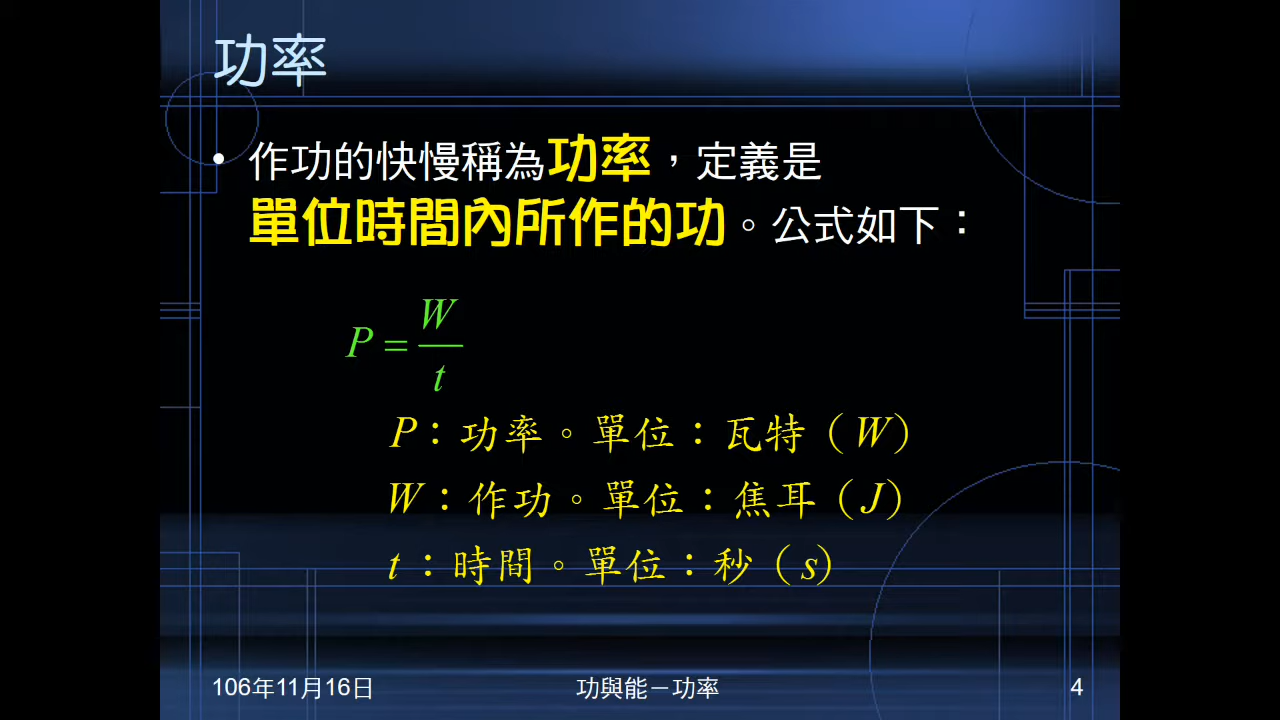 功率
• 作功的快慢稱為功率，定義是
單位時間內所作的功。公式如下：
P = W/t
P：功率。單位：瓦特（W）
W：作功。單位：焦耳（J）
t：時間。單位：秒（s）
106年11月16日
功與能－功率
4